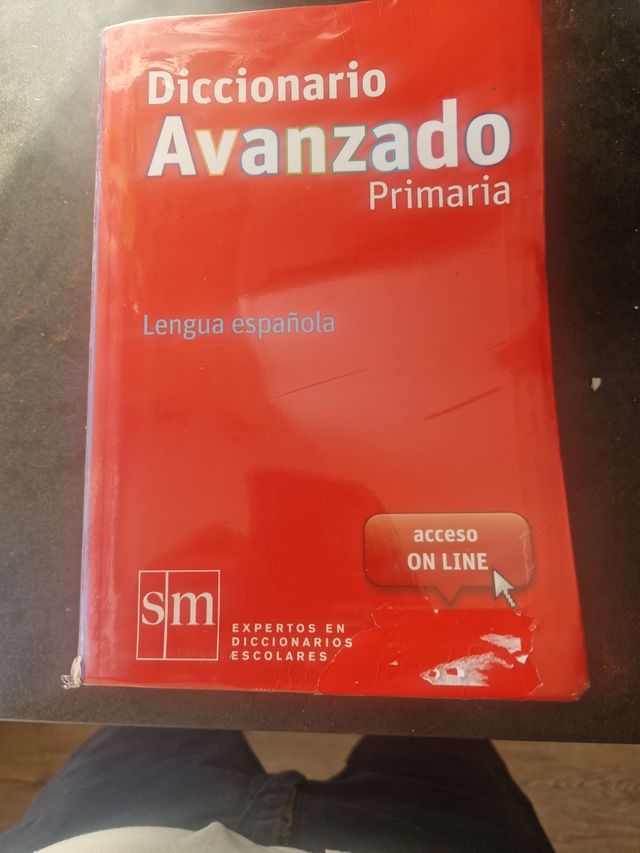 Diccionario
Avanzado
Primaria
Lengua española
acceso
ON LINE
sm
EXPERTOS EN
DICCIONARIOS
ESCOLARES